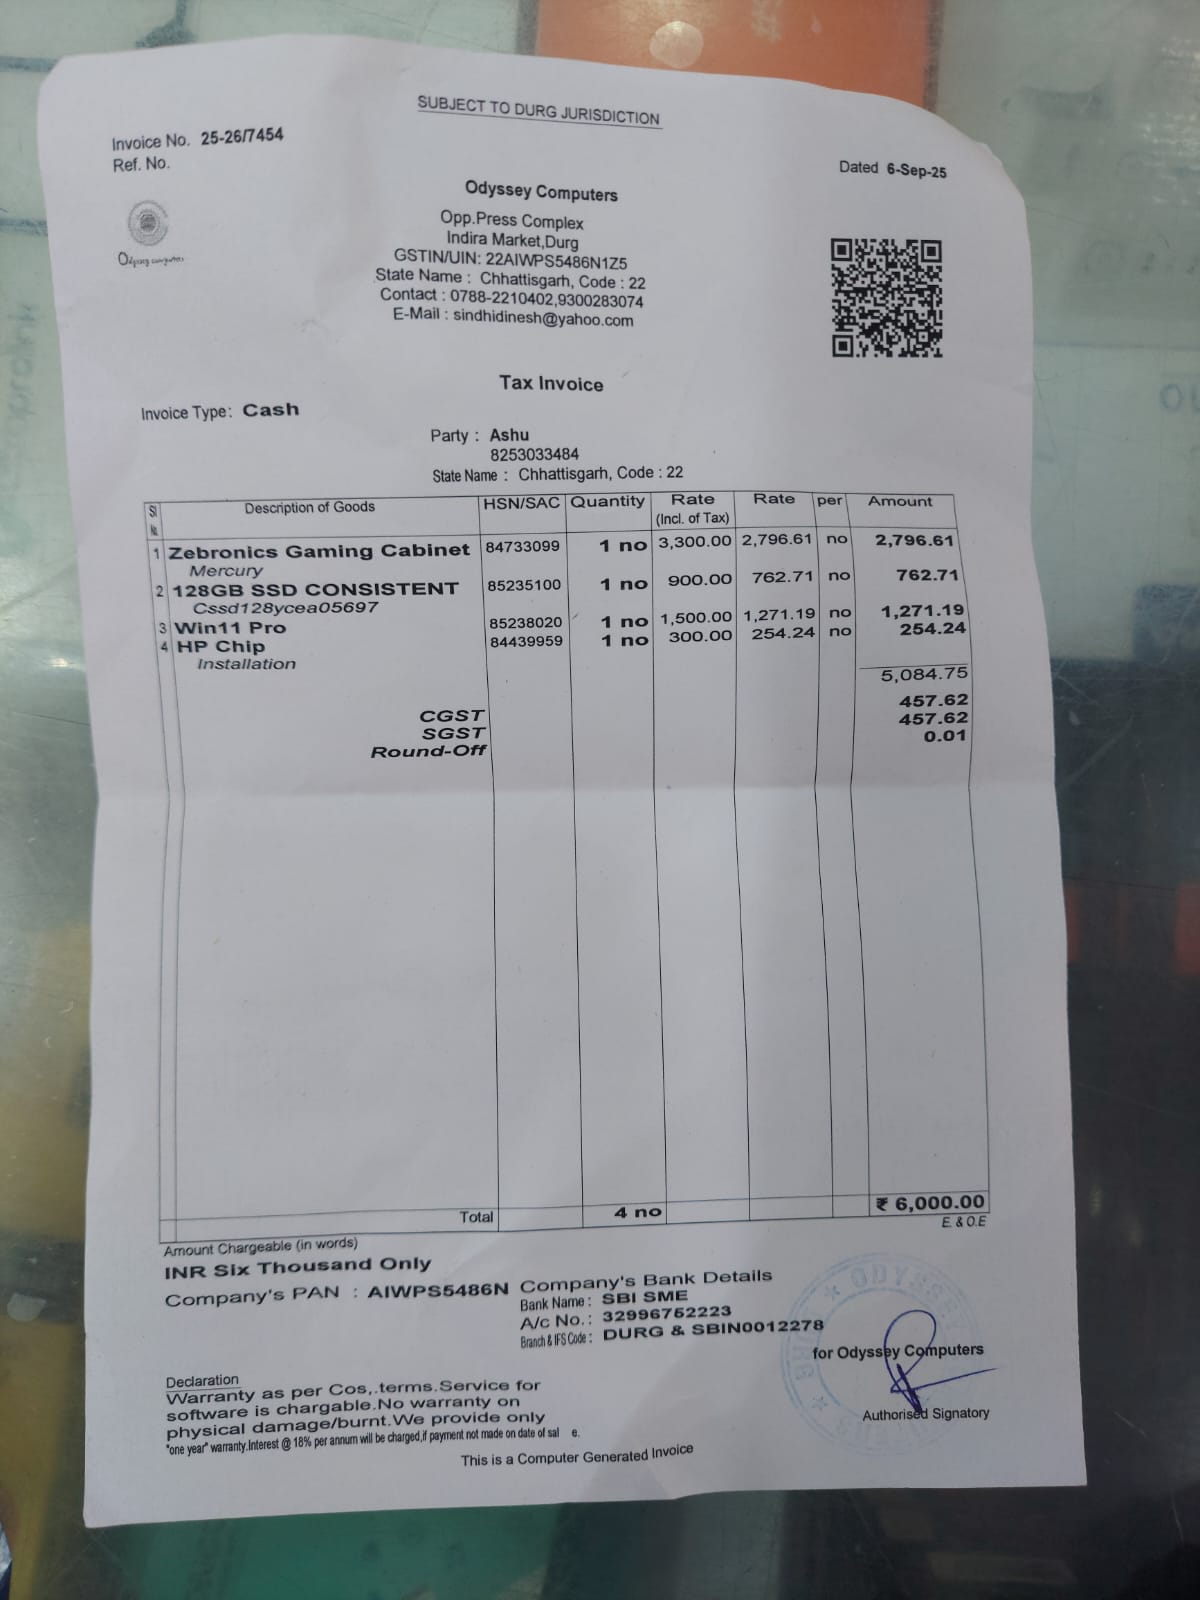 SUBJECT TO DURG JURISDICTION
Invoice No. 25-26/7454
Ref. No.
Dated 6-Sep-25
Odyssey computers
Odyssey Computers
Opp.Press Complex
Indira Market,Durg
GSTIN/UIN: 22AIWPS5486N1Z5
State Name : Chhattisgarh, Code : 22
Contact : 0788-2210402,9300283074
E-Mail : sindhidinesh@yahoo.com
Tax Invoice
Invoice Type: Cash
Party : Ashu
8253033484
State Name : Chhattisgarh, Code : 22
Sl No. Description of Goods HSN/SAC Quantity Rate (Incl. of Tax) Rate per Amount
1 Zebronics Gaming Cabinet 84733099 1 no 3,300.00 2,796.61 no 2,796.61
Mercury
2 128GB SSD CONSISTENT 85235100 1 no 900.00 762.71 no 762.71
Cssd128ycea05697
3 Win11 Pro 85238020 1 no 1,500.00 1,271.19 no 1,271.19
4 HP Chip 84439959 1 no 300.00 254.24 no 254.24
Installation
5,084.75
CGST 457.62
SGST 457.62
Round-Off 0.01
Total 4 no ₹ 6,000.00
E. & O.E
Amount Chargeable (in words)
INR Six Thousand Only
Company's PAN : AIWPS5486N
Company's Bank Details
Bank Name : SBI SME
A/c No. : 32996752223
Branch & IFS Code : DURG & SBIN0012278
for Odyssey Computers
Authorised Signatory
Declaration
Warranty as per Cos,.terms.Service for
software is chargable.No warranty on
physical damage/burnt.We provide only
"one year" warranty.Interest @ 18% per annum will be charged,if payment not made on date of sal e.
This is a Computer Generated Invoice